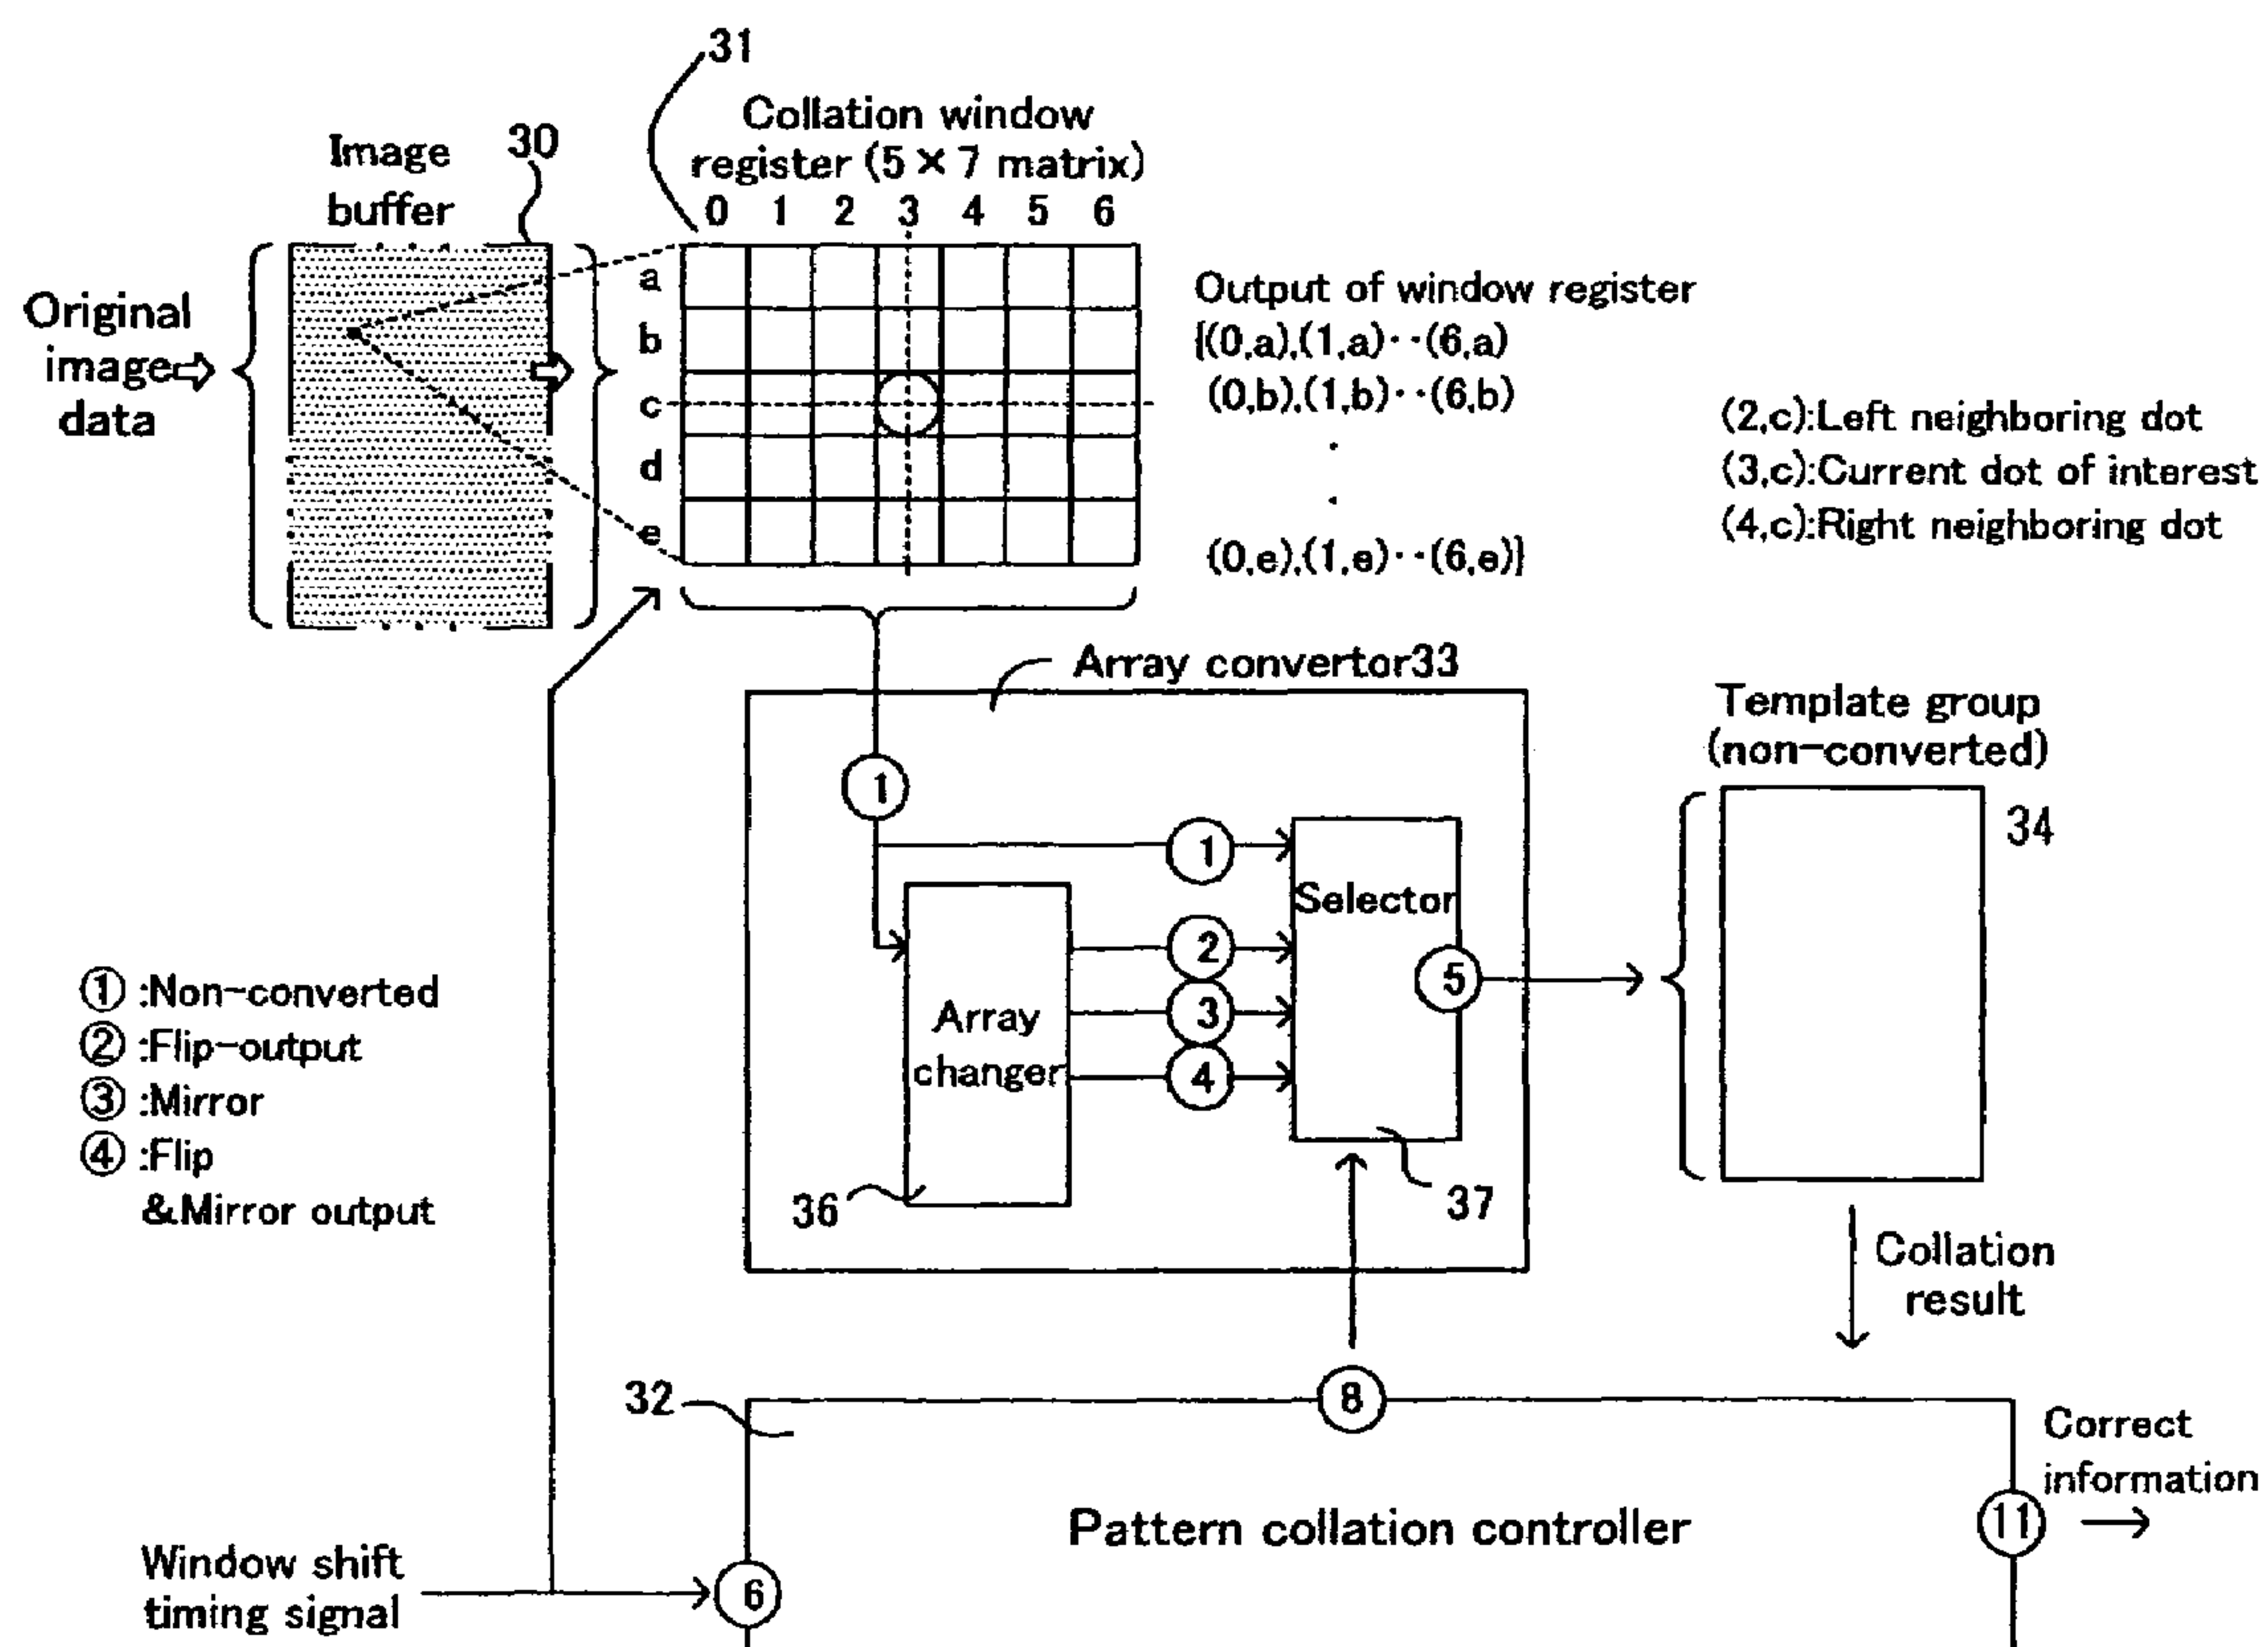 31
Collation window
register (5 × 7 matrix)
Image
buffer
30
0 1 2 3 4 5 6
a
b
c
d
e
Original
image
data
Output of window register
{(0,a),(1,a)··(6,a)
(0,b),(1,b)··(6,b)
·
·
(0,e),(1,e)··(6,e)}
(2,c):Left neighboring dot
(3,c):Current dot of interest
(4,c):Right neighboring dot
Array convertor33
Template group
(non-converted)
34
1
1
2
3
4
Selector
5
Array
changer
36
37
① :Non-converted
② :Flip-output
③ :Mirror
④ :Flip
&Mirror output
Collation
result
32
8
Correct
information
11
Pattern collation controller
Window shift
timing signal
6